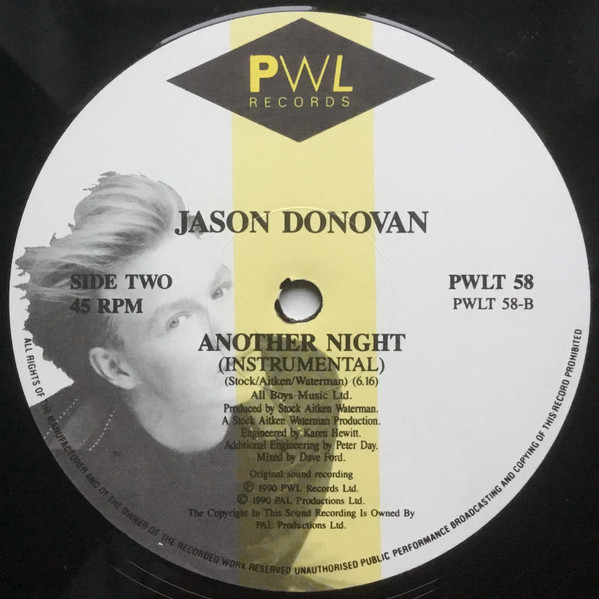 PWL
RECORDS
JASON DONOVAN
SIDE TWO
45 RPM
PWLT 58
PWLT 58-B
ANOTHER NIGHT
(INSTRUMENTAL)
(Stock/Aitken/Waterman) (6.16)
All Boys Music Ltd.
Produced by Stock Aitken Waterman.
A Stock Aitken Waterman Production.
Engineered by Karen Hewitt.
Additional Engineering by Peter Day.
Mixed by Dave Ford.
Original sound recording
℗ 1990 PWL Records Ltd.
© 1990 PAL Productions Ltd.
The Copyright In This Sound Recording Is Owned By
PAL Productions Ltd.
ALL RIGHTS OF THE MANUFACTURER AND OF THE OWNER OF THE RECORDED WORK RESERVED UNAUTHORISED PUBLIC PERFORMANCE BROADCASTING AND COPYING OF THIS RECORD PROHIBITED